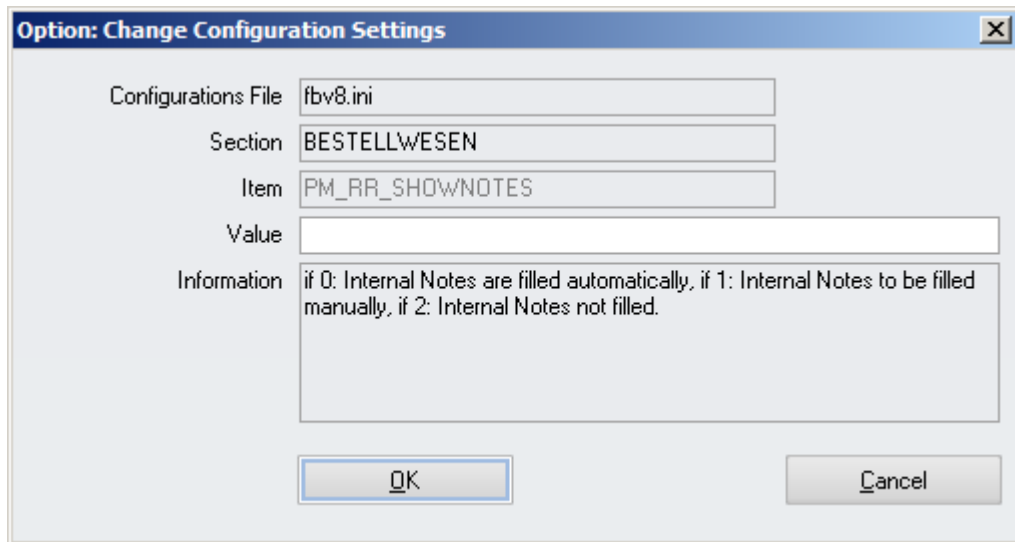 Option: Change Configuration Settings
Configurations File fbv8.ini
Section BESTELLWESEN
Item PM_RR_SHOWNOTES
Value
Information if 0: Internal Notes are filled automatically, if 1: Internal Notes to be filled
manually, if 2: Internal Notes not filled.
OK Cancel